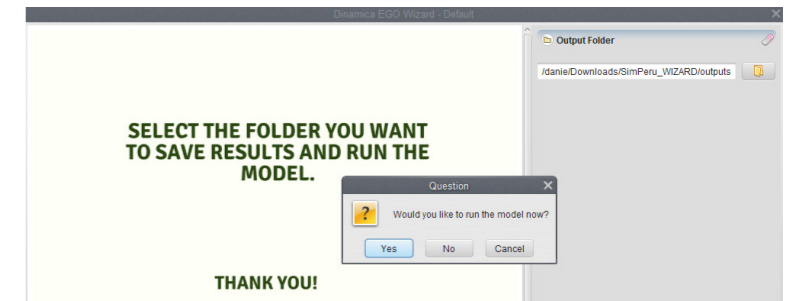 Dinamica EGO Wizard - Default
Output Folder
/danie/Downloads/SimPeru_WIZARD/outputs
SELECT THE FOLDER YOU WANT
TO SAVE RESULTS AND RUN THE
MODEL.
Question
Would you like to run the model now?
Yes No Cancel
THANK YOU!